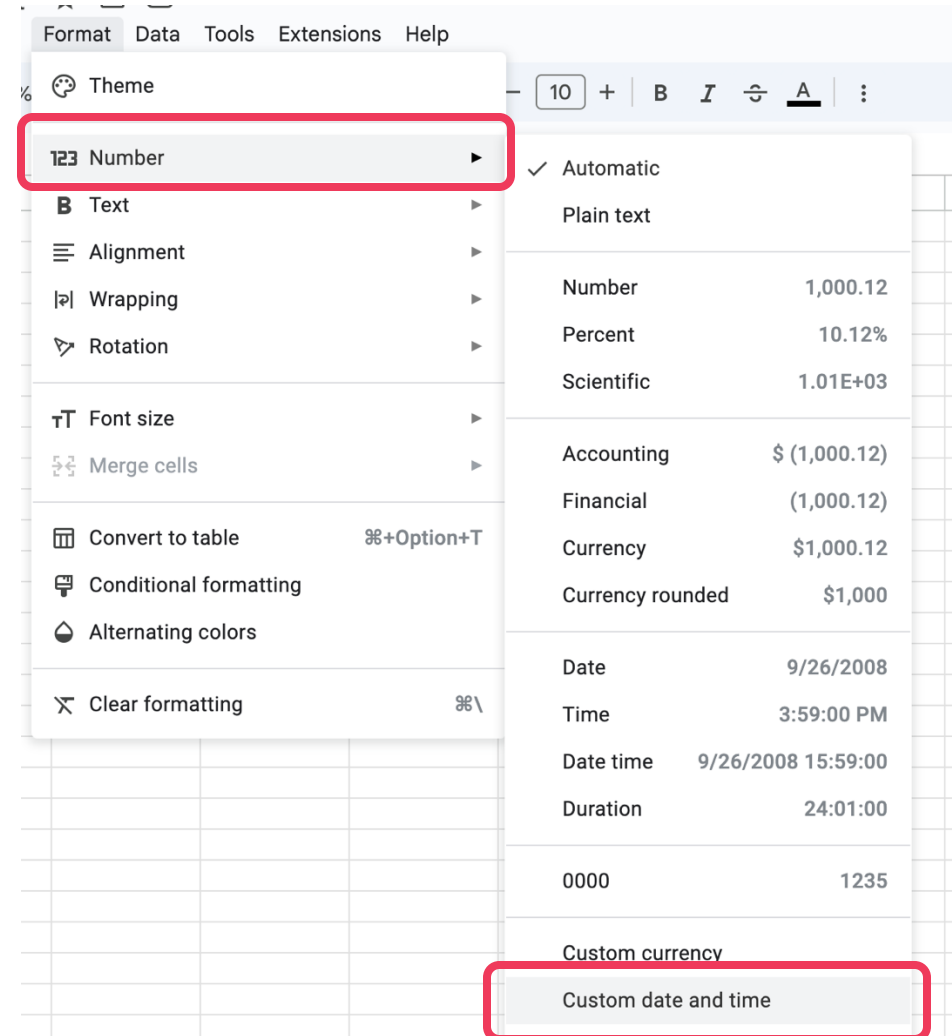 Format Data Tools Extensions Help
% 10 + B I S A
Theme
123 Number
B Text
Alignment
Wrapping
Rotation
TT Font size
Merge cells
Convert to table ⌘+Option+T
Conditional formatting
Alternating colors
Clear formatting ⌘\
Automatic
Plain text
Number 1,000.12
Percent 10.12%
Scientific 1.01E+03
Accounting $ (1,000.12)
Financial (1,000.12)
Currency $1,000.12
Currency rounded $1,000
Date 9/26/2008
Time 3:59:00 PM
Date time 9/26/2008 15:59:00
Duration 24:01:00
0000 1235
Custom currency
Custom date and time